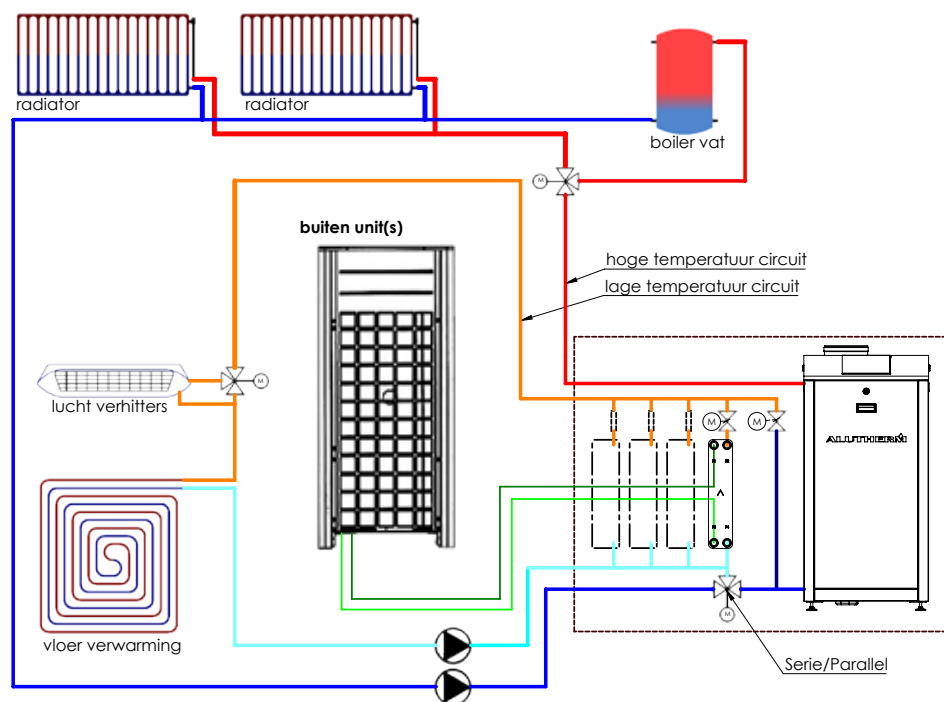 radiator
radiator
boiler vat
M
buiten unit(s)
hoge temperatuur circuit
lage temperatuur circuit
M
lucht verhitters
M
M
ALUTHERM
vloer verwarming
M
Serie/Parallel